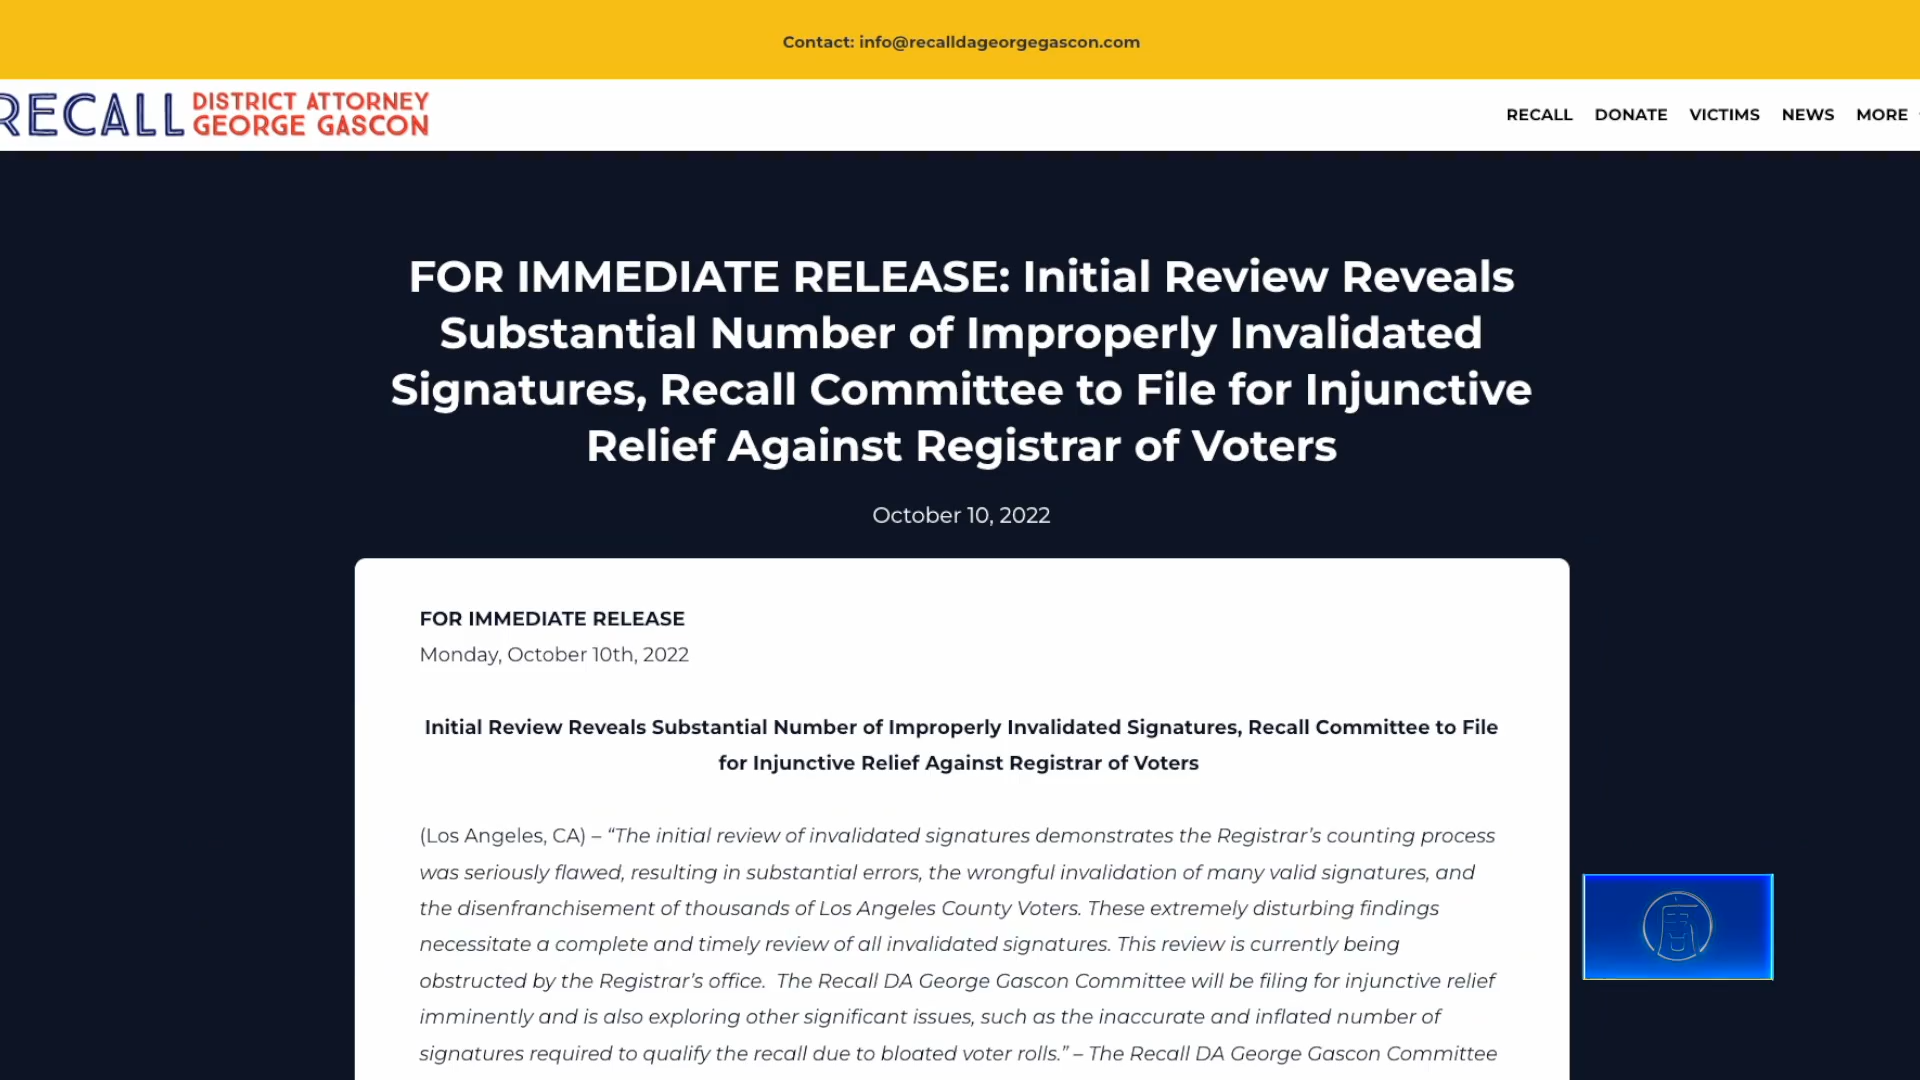 Contact: info@recalldageorgegascon.com
RECALL DISTRICT ATTORNEY
GEORGE GASCON
RECALL DONATE VICTIMS NEWS MORE
FOR IMMEDIATE RELEASE: Initial Review Reveals
Substantial Number of Improperly Invalidated
Signatures, Recall Committee to File for Injunctive
Relief Against Registrar of Voters
October 10, 2022
FOR IMMEDIATE RELEASE
Monday, October 10th, 2022
Initial Review Reveals Substantial Number of Improperly Invalidated Signatures, Recall Committee to File
for Injunctive Relief Against Registrar of Voters
(Los Angeles, CA) – “The initial review of invalidated signatures demonstrates the Registrar’s counting process
was seriously flawed, resulting in substantial errors, the wrongful invalidation of many valid signatures, and
the disenfranchisement of thousands of Los Angeles County Voters. These extremely disturbing findings
necessitate a complete and timely review of all invalidated signatures. This review is currently being
obstructed by the Registrar’s office.  The Recall DA George Gascon Committee will be filing for injunctive relief
imminently and is also exploring other significant issues, such as the inaccurate and inflated number of
signatures required to qualify the recall due to bloated voter rolls.” – The Recall DA George Gascon Committee